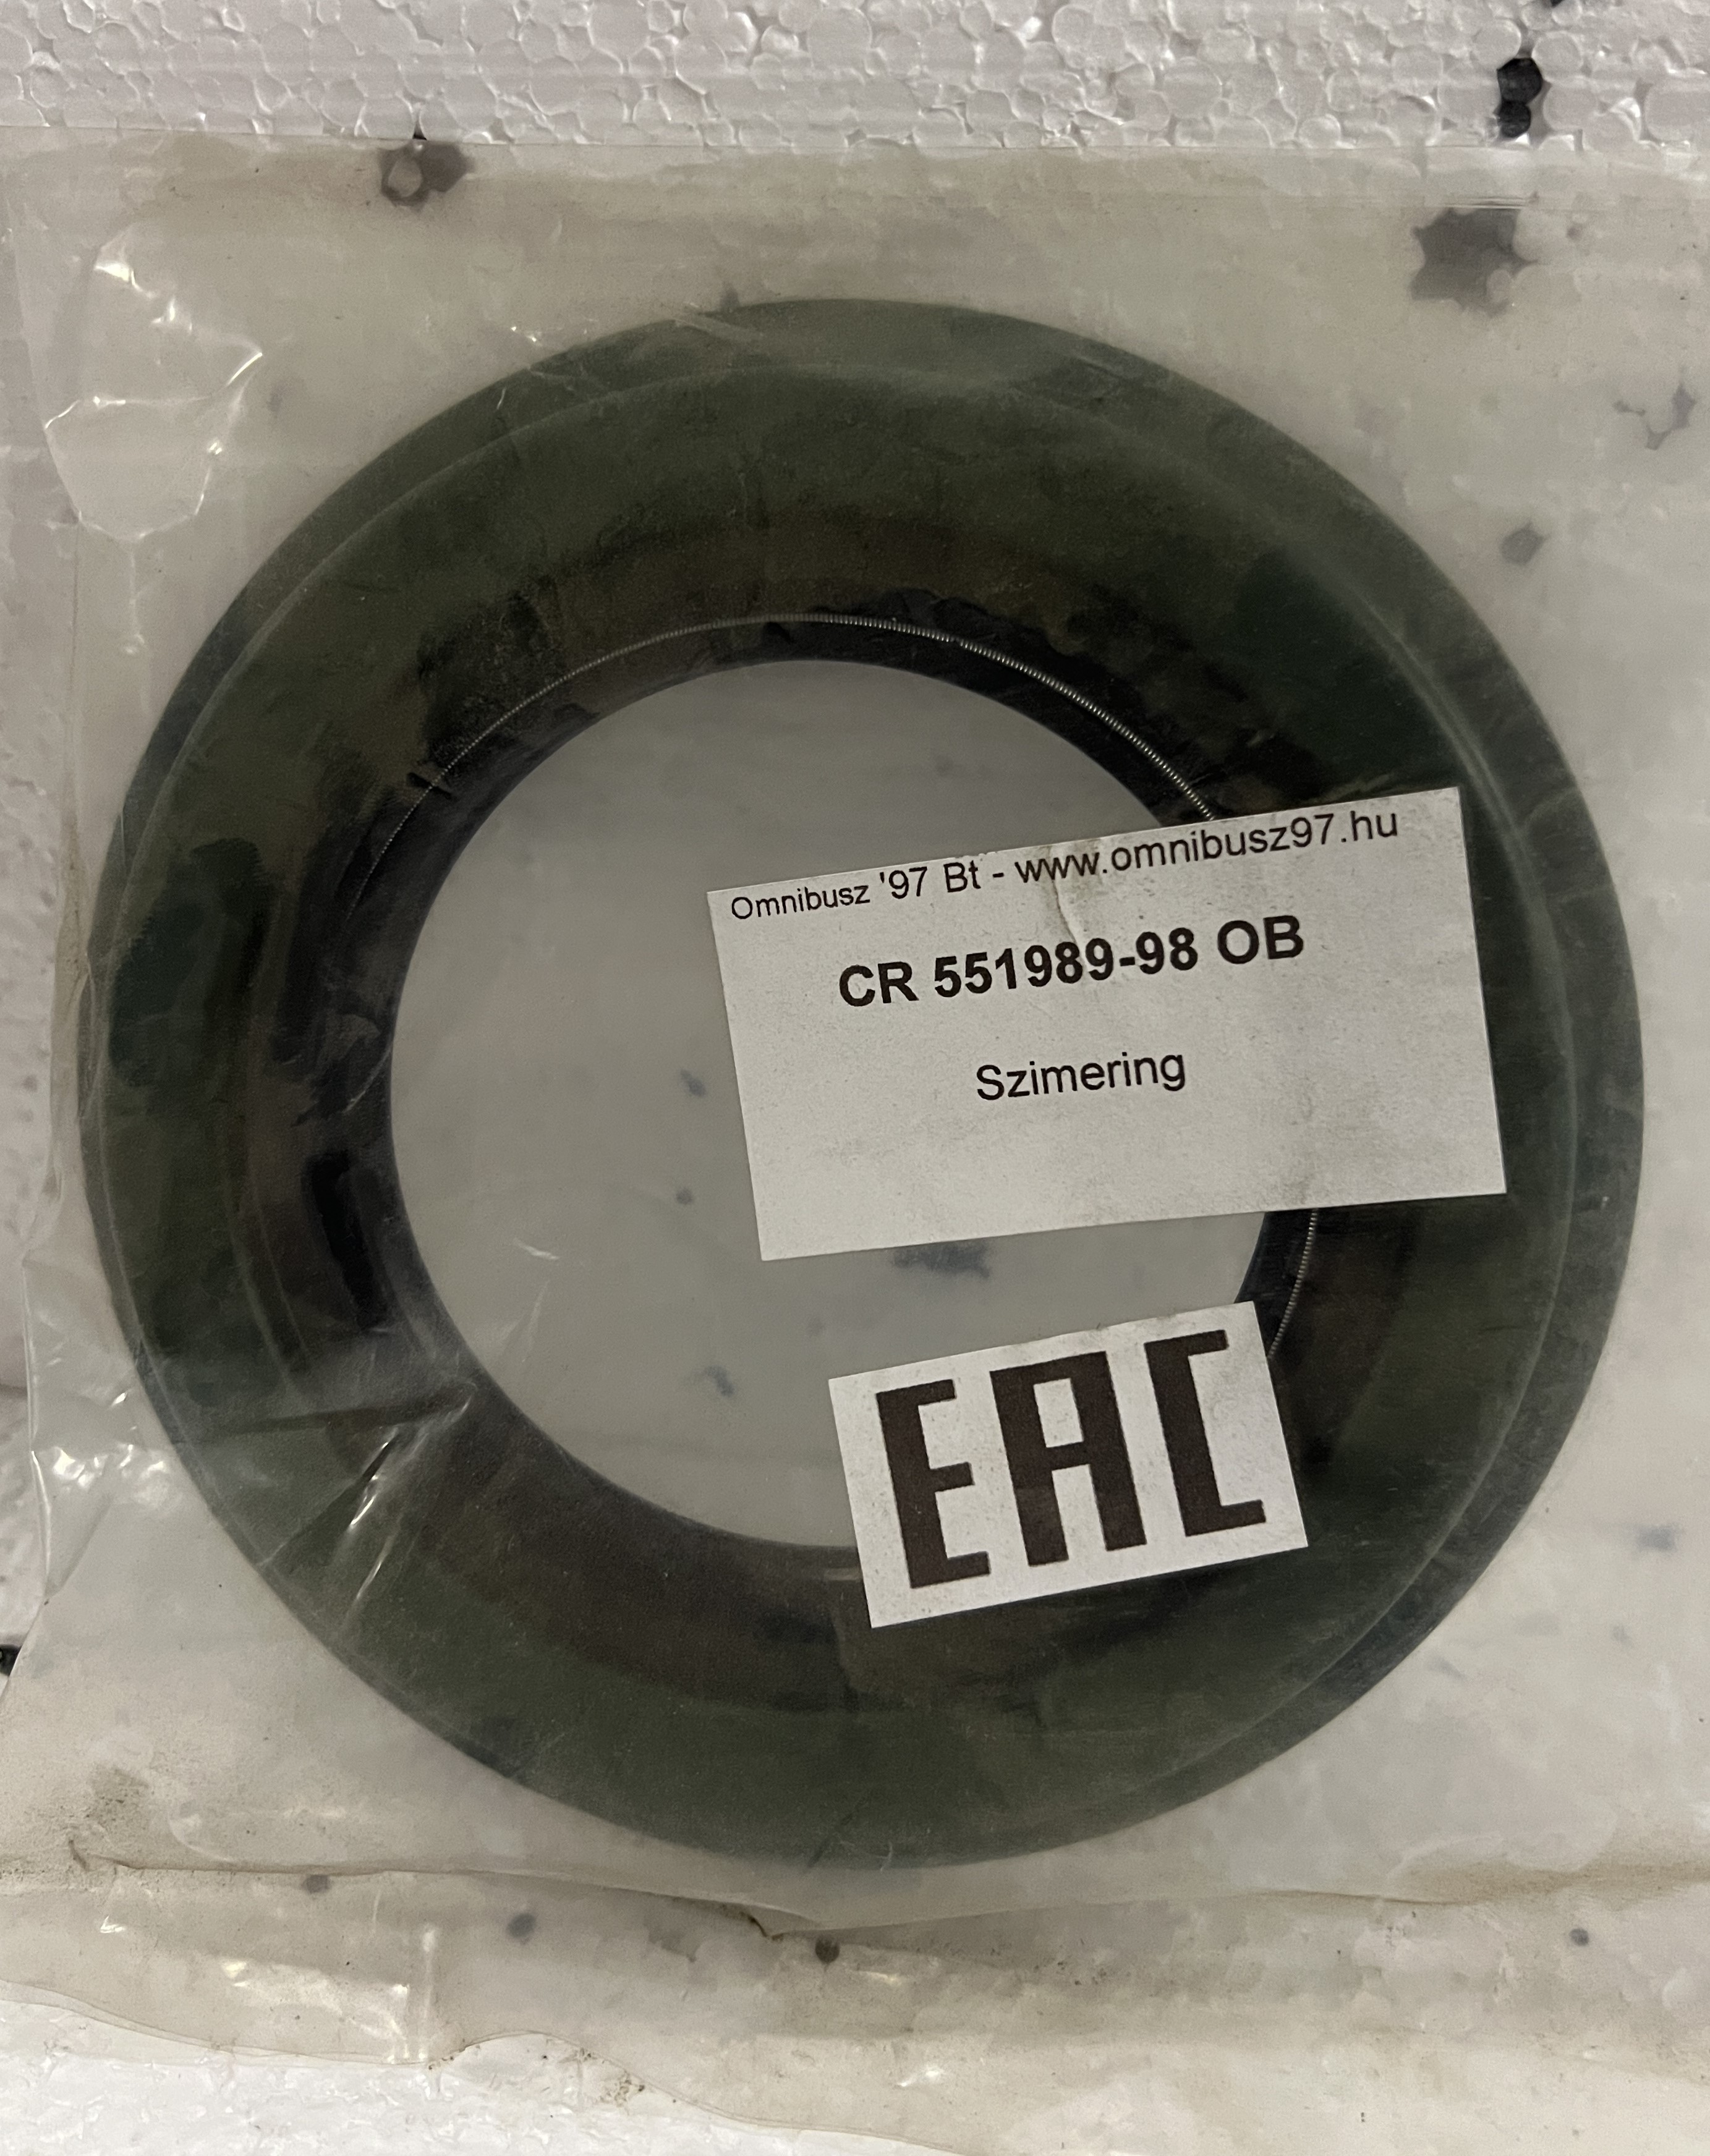 Omnibusz '97 Bt - www.omnibusz97.hu
CR 551989-98 OB
Szimering
EAC